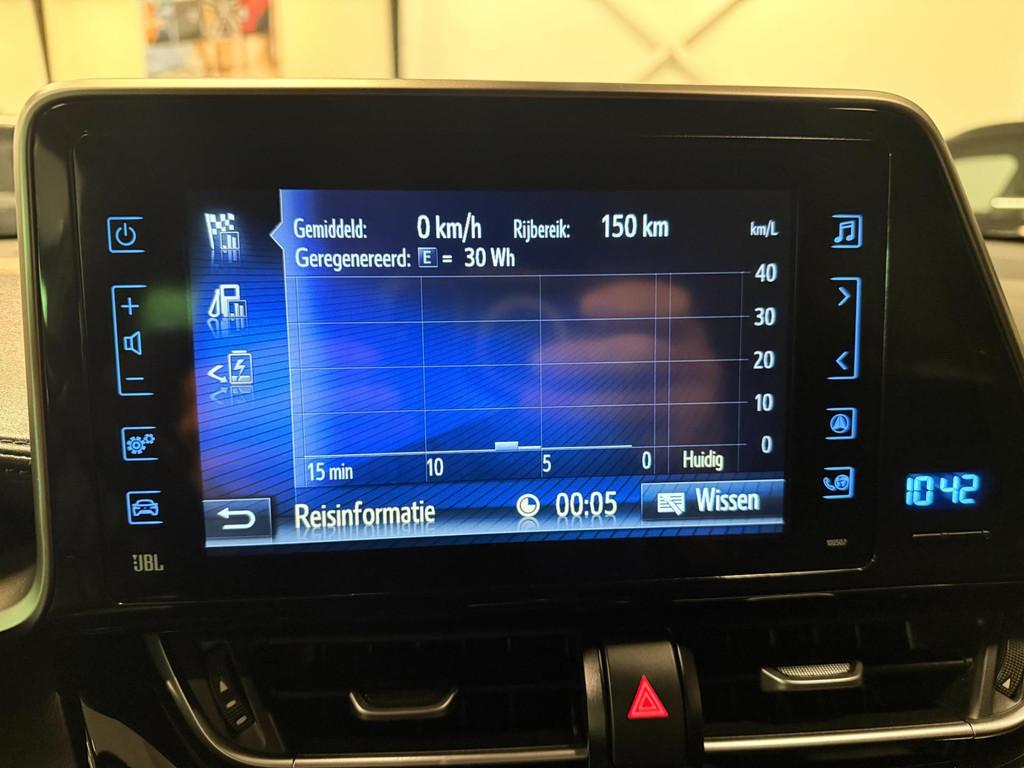 Gemiddeld: 0 km/h Rijbereik: 150 km km/L
Geregenereerd: E = 30 Wh
40
30
20
10
0
15 min 10 5 0 Huidig
Reisinformatie 00:05 Wissen
10:42
JBL
100507